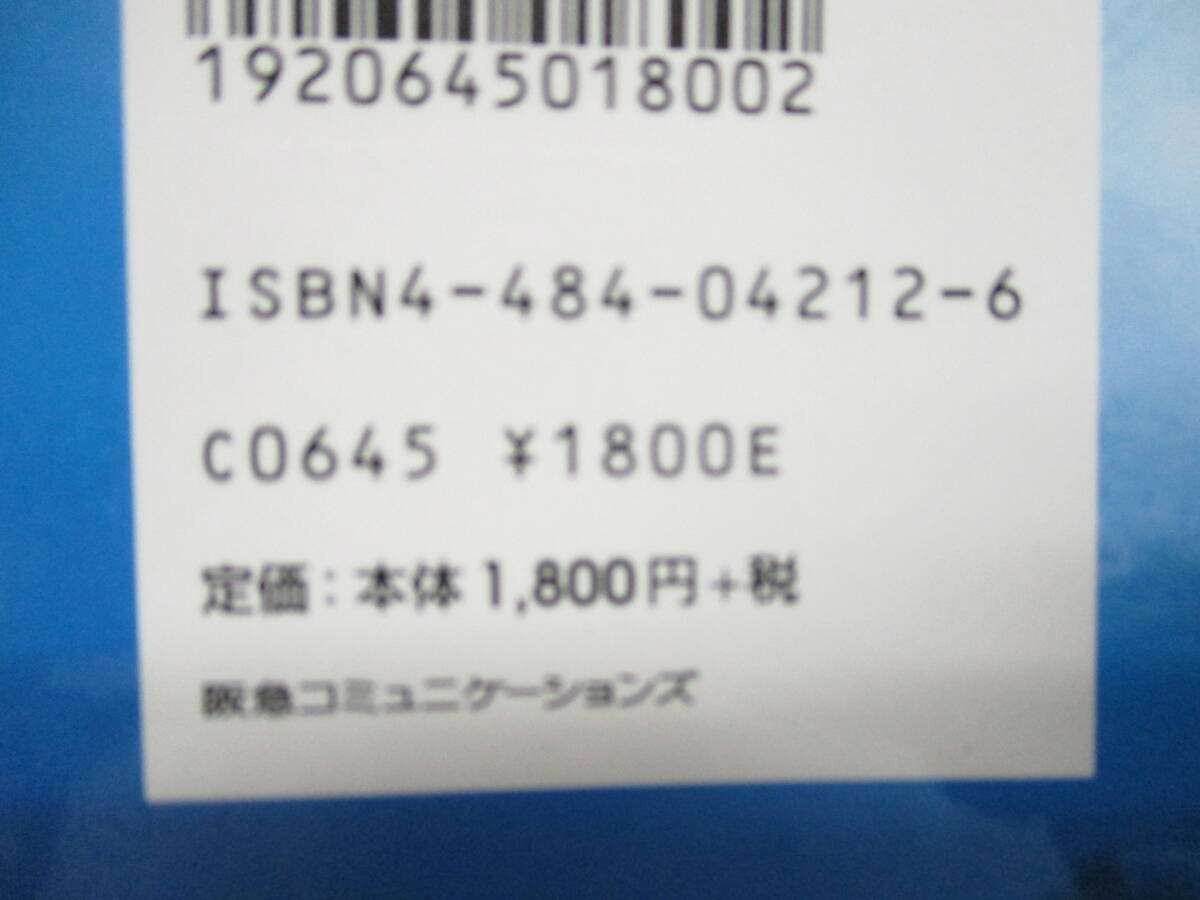 1920645018002
ISBN4-484-04212-6
C0645 ¥1800E
定価：本体1,800円+税
阪急コミュニケーションズ